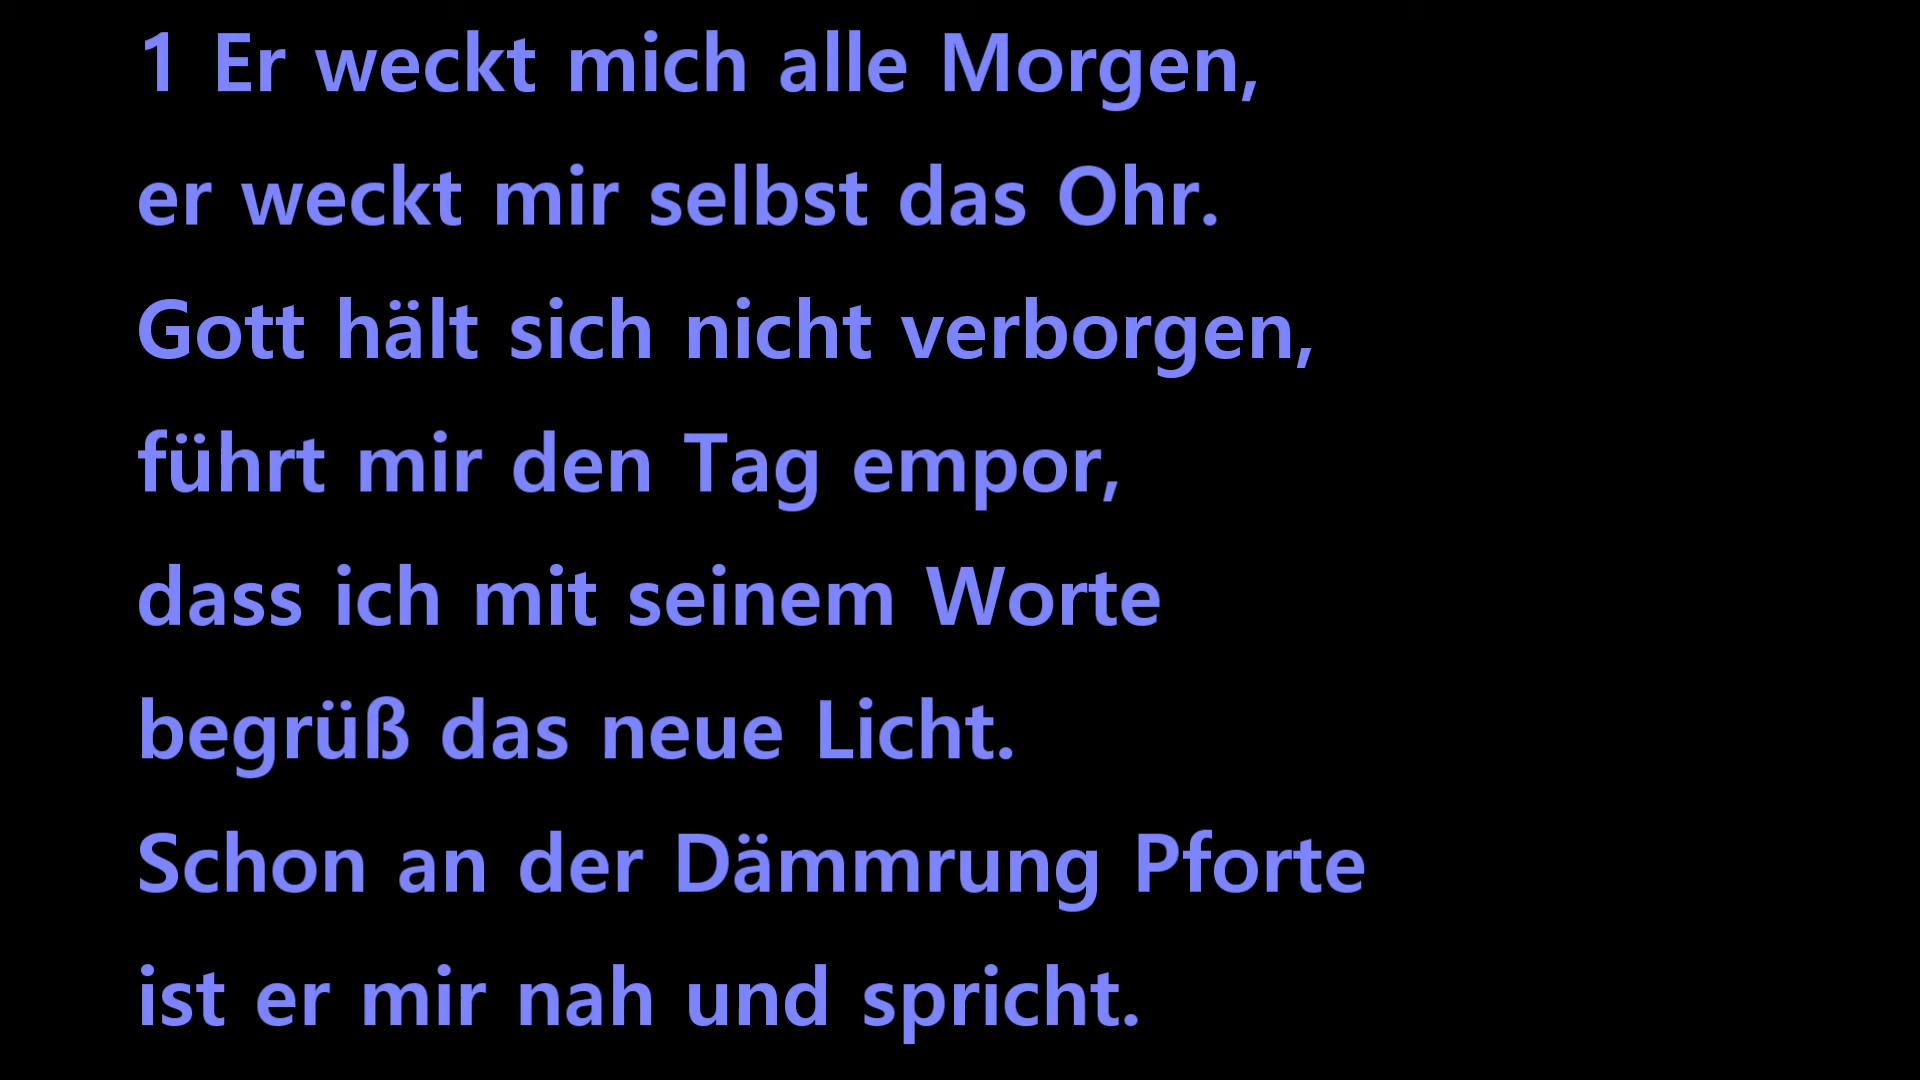 1 Er weckt mich alle Morgen,
er weckt mir selbst das Ohr.
Gott hält sich nicht verborgen,
führt mir den Tag empor,
dass ich mit seinem Worte
begrüß das neue Licht.
Schon an der Dämmrung Pforte
ist er mir nah und spricht.